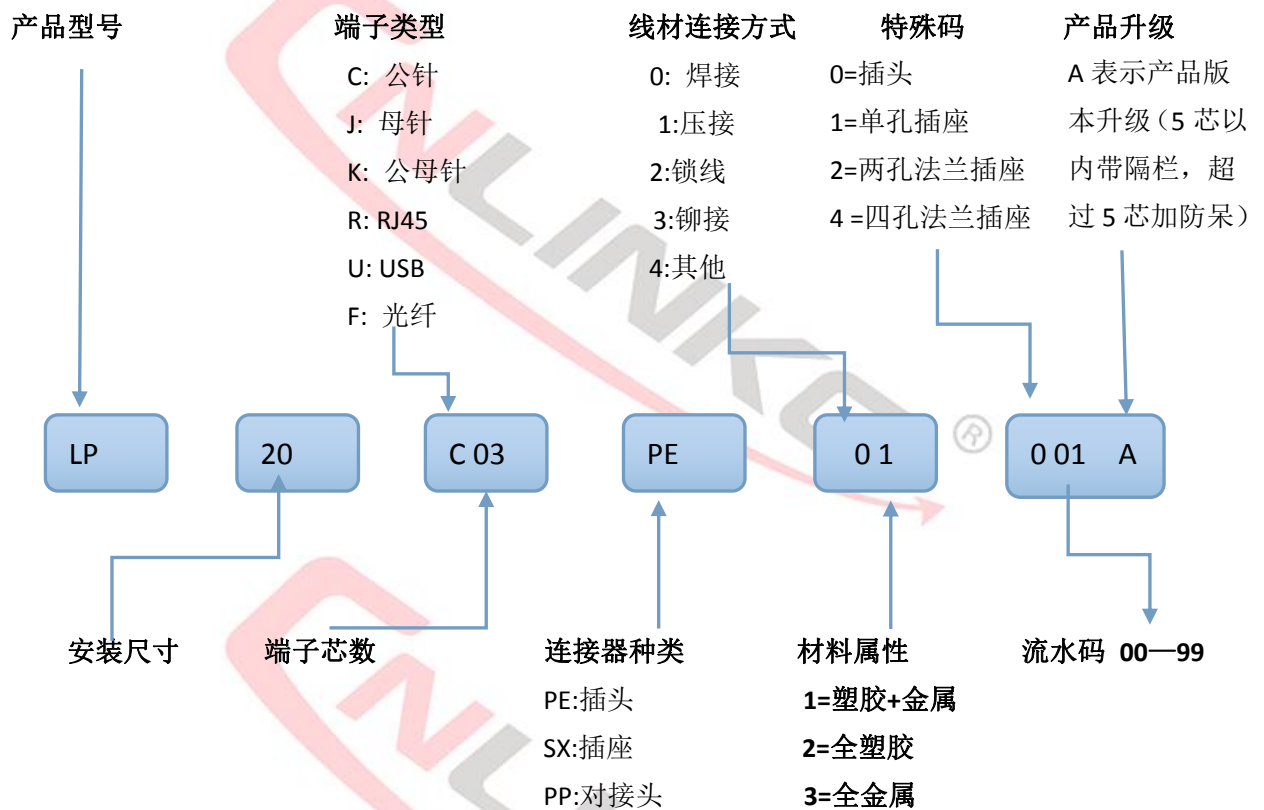 产品型号 端子类型 线材连接方式 特殊码 产品升级
C: 公针 0: 焊接 0=插头 A 表示产品版
J: 母针 1:压接 1=单孔插座 本升级（5 芯以
K: 公母针 2:锁线 2=两孔法兰插座 内带隔栏，超
R: RJ45 3:铆接 4 =四孔法兰插座 过 5 芯加防呆）
U: USB 4:其他
F: 光纤
CNLINKO ®
LP 20 C 03 PE 0 1 0 01 A
安装尺寸 端子芯数 连接器种类 材料属性 流水码 00—99
PE:插头 1=塑胶+金属
SX:插座 2=全塑胶
PP:对接头 3=全金属